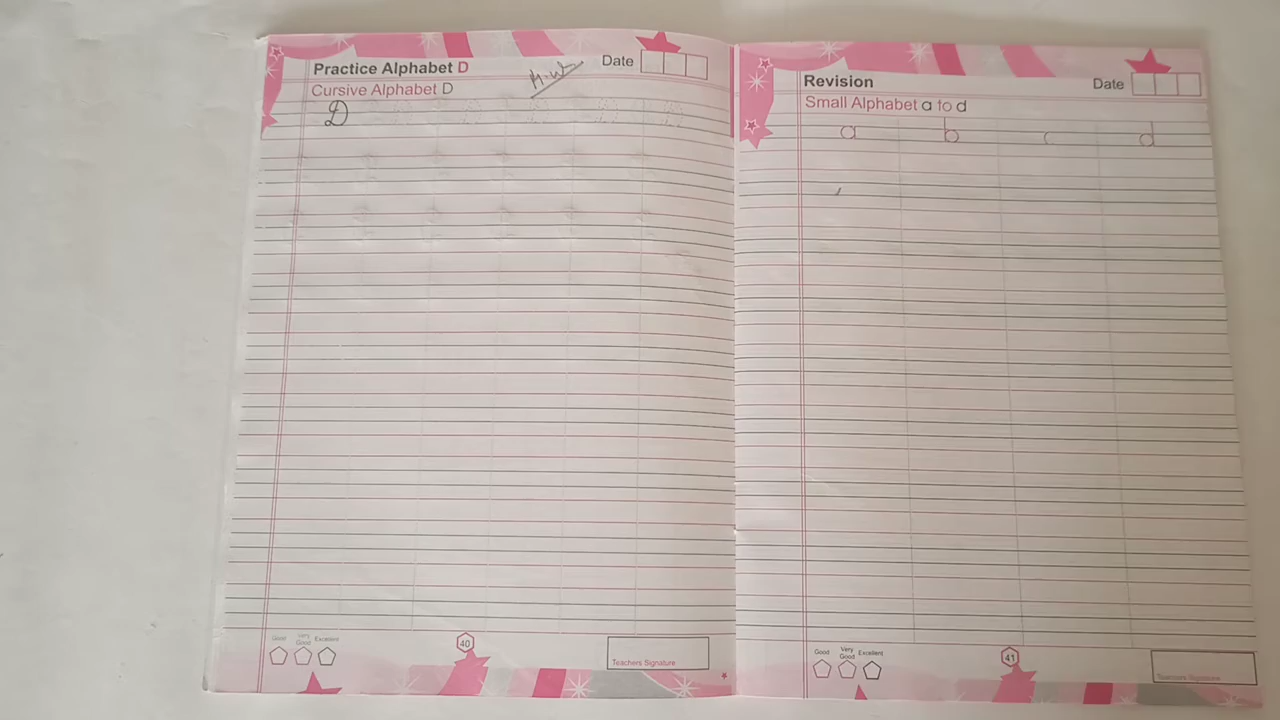 Practice Alphabet D
Date
Cursive Alphabet D
H.W
D
Good
Very Good
Excellent
40
Teachers Signature
Revision
Date
Small Alphabet a to d
a b c d
Good
Very Good
Excellent
41
Teachers Signature